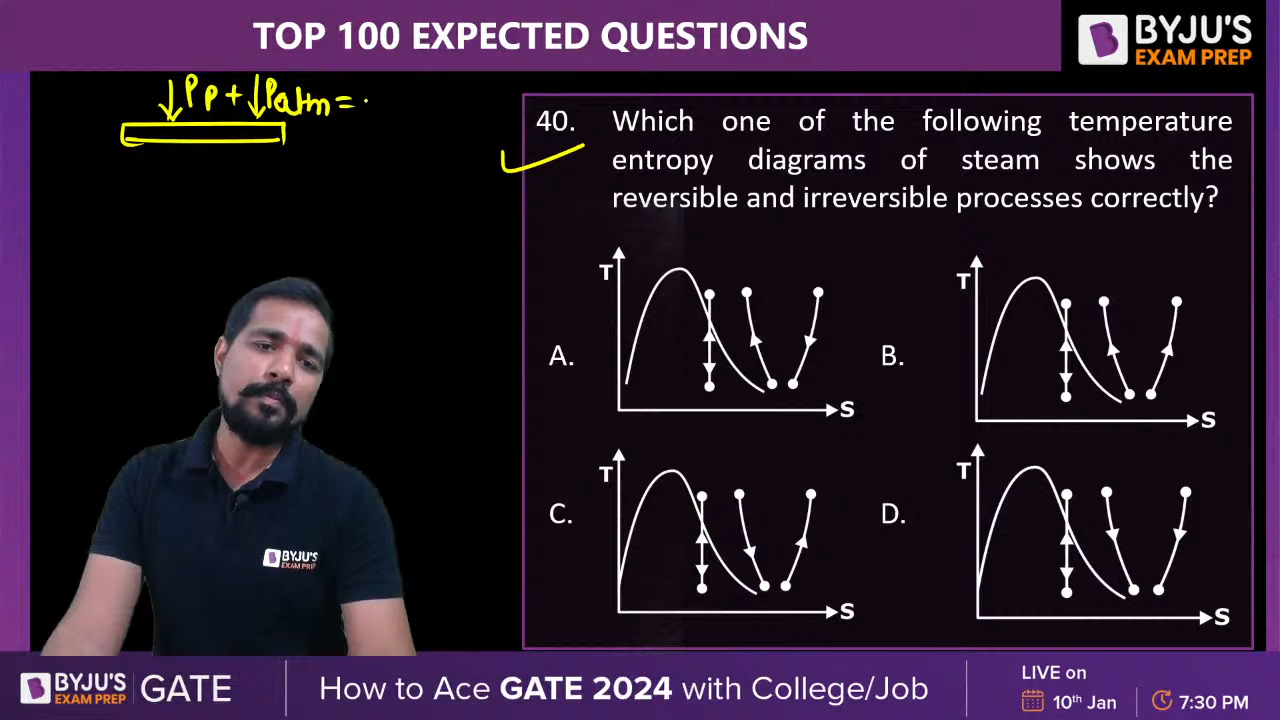 TOP 100 EXPECTED QUESTIONS
BYJU'S
EXAM PREP
Pp + Patm =
40. Which one of the following temperature
entropy diagrams of steam shows the
reversible and irreversible processes correctly?
A. T S
B. T S
C. T S
D. T S
BYJU'S
EXAM PREP
BYJU'S
EXAM PREP
GATE
How to Ace GATE 2024 with College/Job
LIVE on
10th Jan
7:30 PM